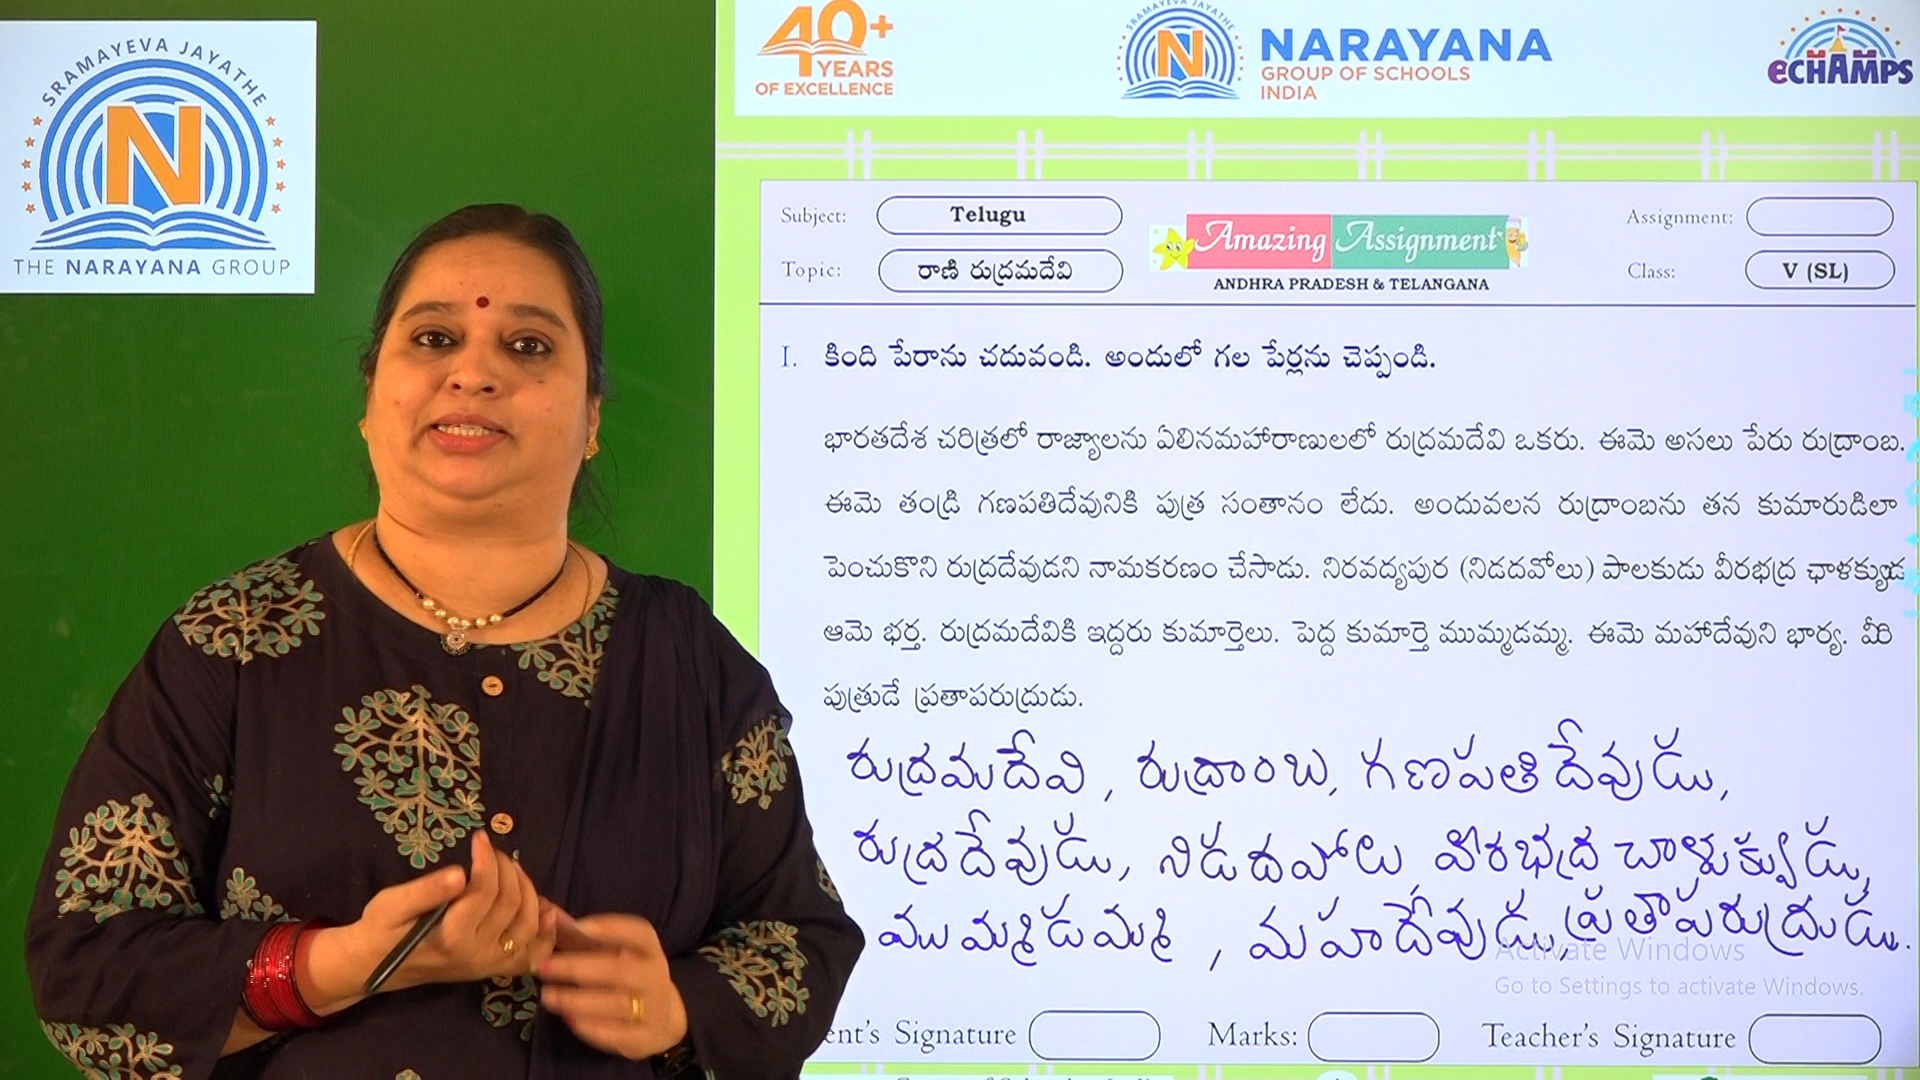 SRAMAYEVA JAYATHE
N
THE NARAYANA GROUP
40+
YEARS
OF EXCELLENCE
SRAMAYEVA JAYATHE
N
NARAYANA
GROUP OF SCHOOLS
INDIA
eCHAMPS
Subject: Telugu
Topic: రాణి రుద్రమదేవి
Amazing Assignment
ANDHRA PRADESH & TELANGANA
Assignment:
Class: V (SL)
I. కింది పేరాను చదువండి. అందులో గల పేర్లను చెప్పండి.
భారతదేశ చరిత్రలో రాజ్యాలను ఏలినమహారాణులలో రుద్రమదేవి ఒకరు. ఈమె అసలు పేరు రుద్రాంబ.
ఈమె తండ్రి గణపతిదేవునికి పుత్ర సంతానం లేదు. అందువలన రుద్రాంబను తన కుమారుడిలా
పెంచుకొని రుద్రదేవుడని నామకరణం చేసాడు. నిరవద్యపుర (నిడదవోలు) పాలకుడు వీరభద్ర
ఆమె భర్త. రుద్రమదేవికి ఇద్దరు కుమార్తెలు. పెద్ద కుమార్తె ముమ్మడమ్మ. ఈమె మహాదేవుని భార్య. వీరి
పుత్రుడే ప్రతాపరుద్రుడు.
రుద్రమదేవి, రుద్రాంబ, గణపతిదేవుడు,
రుద్రదేవుడు, నిడదవోలు, వీరభద్ర చాళుక్వుడు,
ముమ్మడమ్మ, మహాదేవుడు, ప్రతాపరుద్రుడు.
Activate Windows
Go to Settings to activate Windows.
ent's Signature Marks: Teacher's Signature